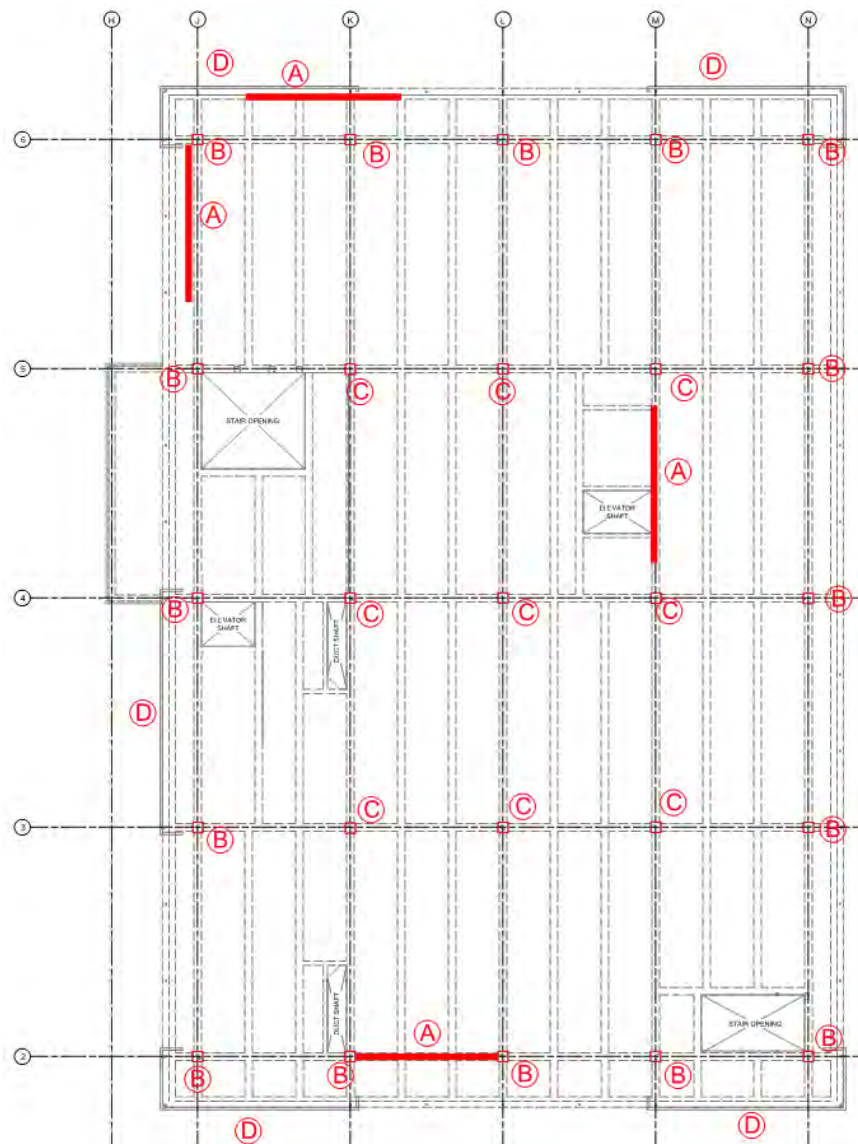 H J K L M N
D D
A
6
B B B B B
A
5
B C C C B
STAIR OPENING
A
ELEVATOR
SHAFT
4
B C C C B
ELEVATOR
SHAFT
DUCT SHAFT
D
C C C
3
B B
DUCT SHAFT
STAIR OPENING
A
B
2
B B B B
D D